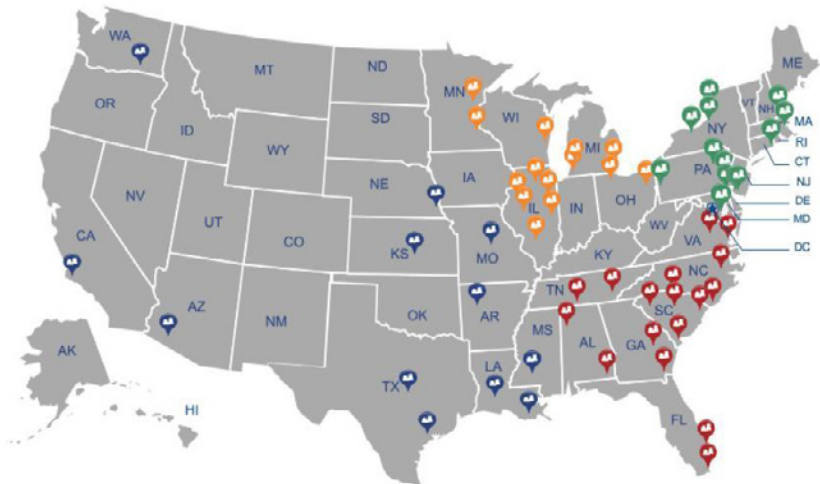 WA
MT
ND
MN
ME
OR
ID
SD
WI
MI
VT
NH
NY
MA
RI
CT
WY
IA
PA
NJ
NV
NE
OH
DE
UT
IL
IN
MD
CA
CO
WV
VA
DC
KS
MO
KY
NC
AZ
NM
OK
TN
AR
SC
MS
AL
GA
AK
TX
LA
HI
FL